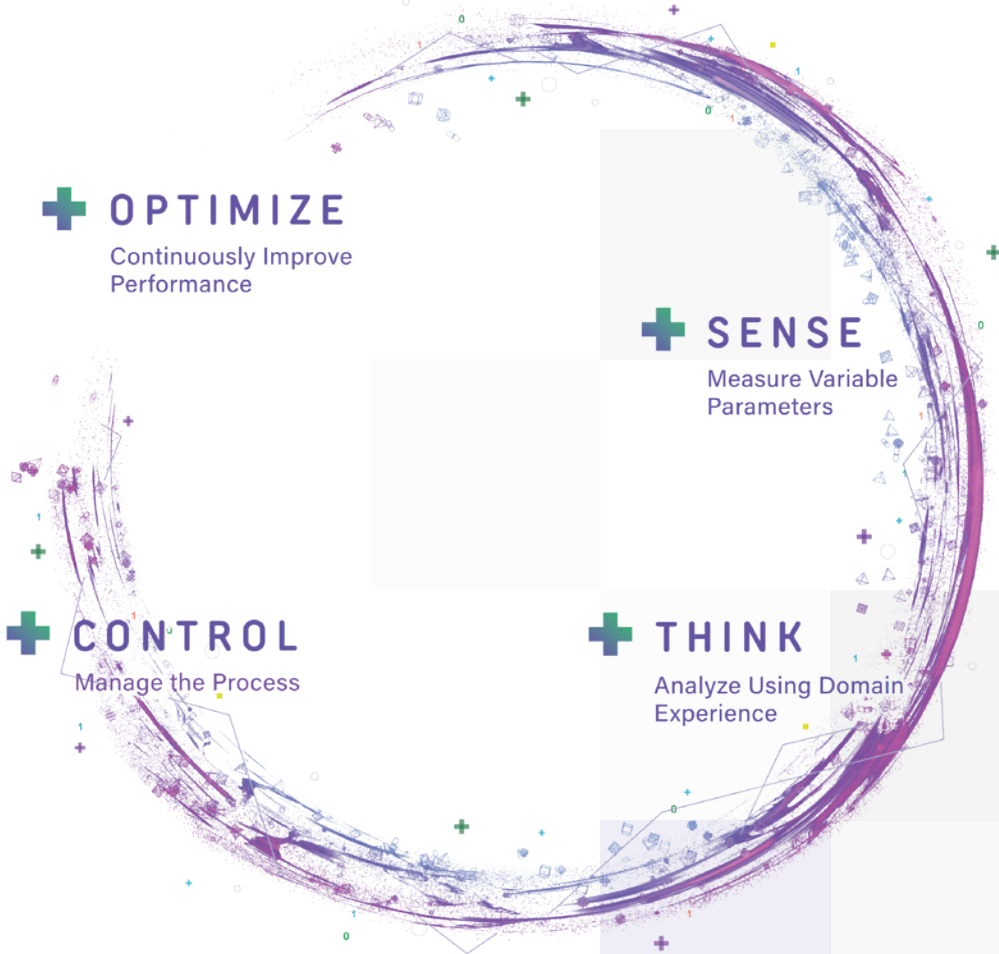 OPTIMIZE
Continuously Improve
Performance
SENSE
Measure Variable
Parameters
CONTROL
Manage the Process
THINK
Analyze Using Domain
Experience